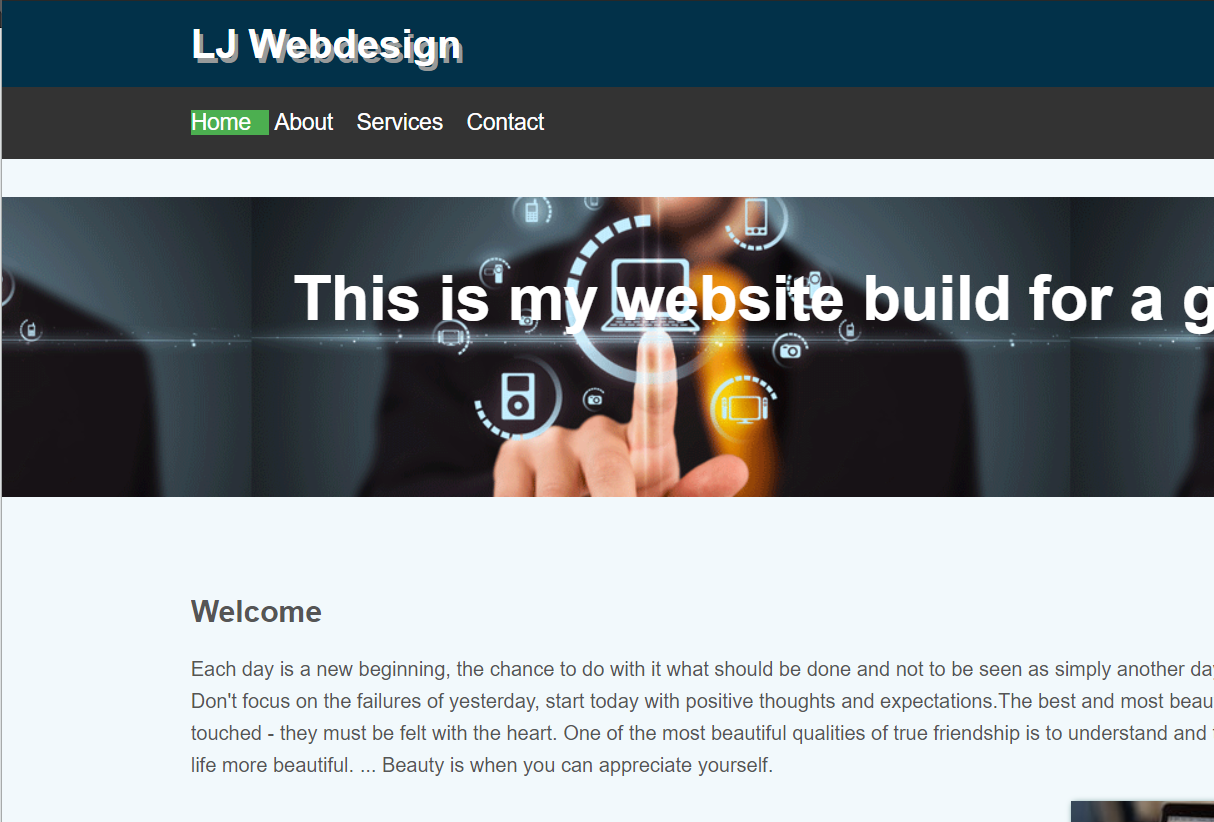 LJ Webdesign
Home About Services Contact
This is my website build for a
Welcome
Each day is a new beginning, the chance to do with it what should be done and not to be seen as simply another
Don't focus on the failures of yesterday, start today with positive thoughts and expectations.The best and most
touched - they must be felt with the heart. One of the most beautiful qualities of true friendship is to understand and
life more beautiful. ... Beauty is when you can appreciate yourself.